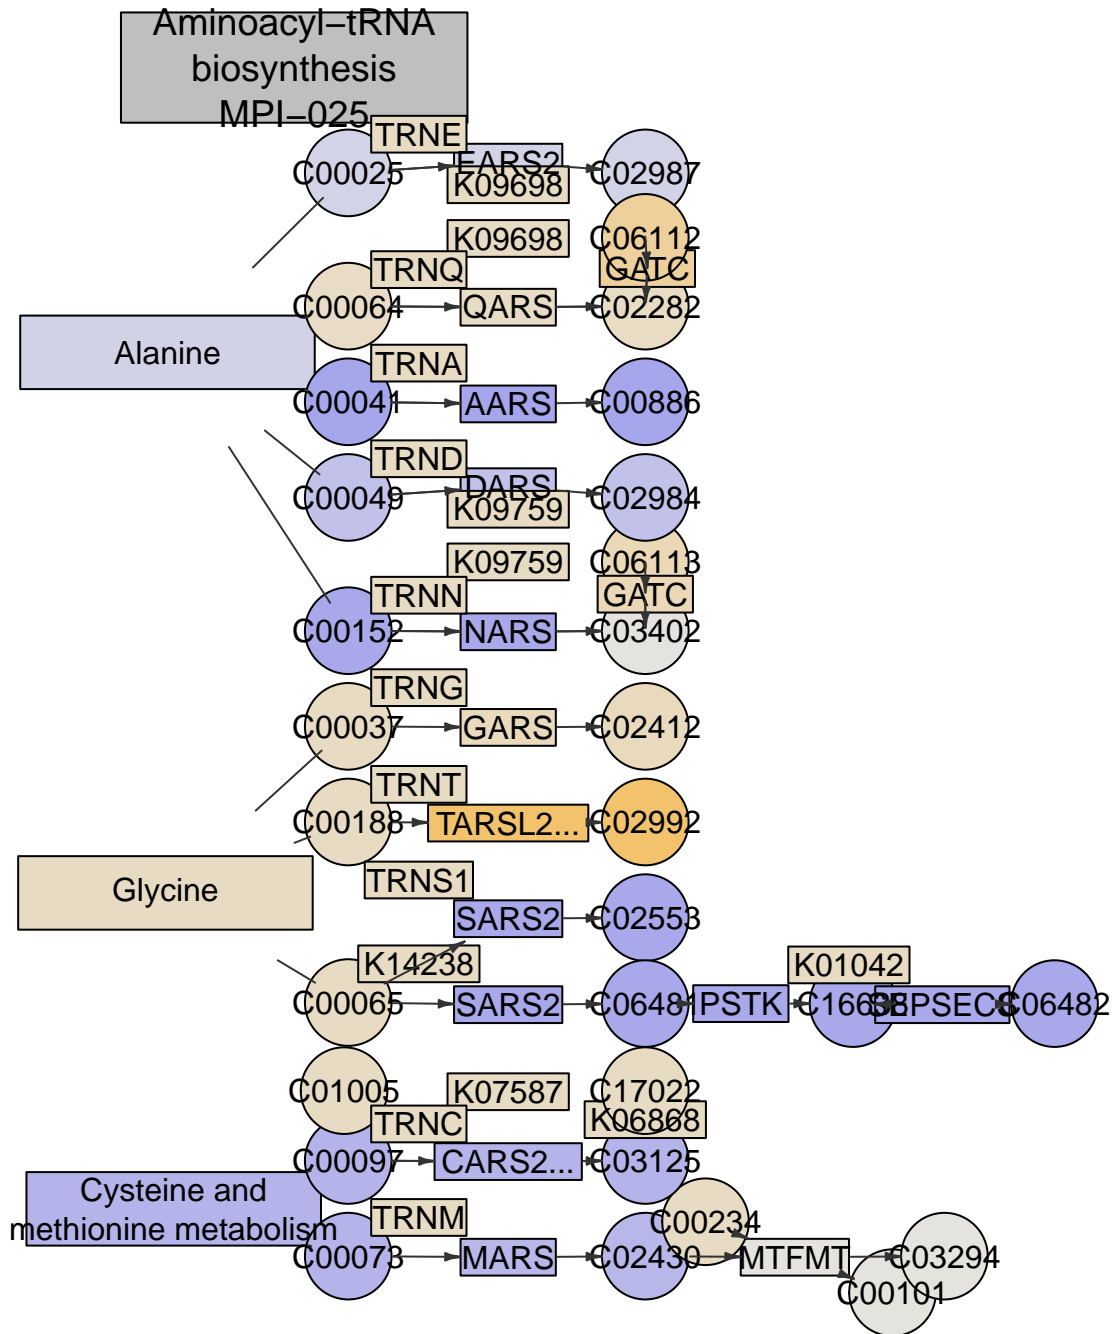 Aminoacyl−tRNA
biosynthesis
MPI−025
TRNE
C00025
EARS2
K09698
C02987
K09698
C06112
TRNQ
GATC
C00064
QARS
C02282
Alanine
TRNA
C00041
AARS
C00886
TRND
C00049
DARS
K09759
C02984
K09759
C06113
TRNN
GATC
C00152
NARS
C03402
TRNG
C00037
GARS
C02412
TRNT
C00188
TARSL2...
C02992
Glycine
TRNS1
SARS2
C02553
K14238
K01042
C00065
SARS2
C06481
PSTK
C16638
SEPSECS
C06482
C01005
K07587
C17022
TRNC
K06868
C00097
CARS2...
C03125
Cysteine and
methionine metabolism
TRNM
C00234
C00073
MARS
C02430
MTFMT
C03294
C00101